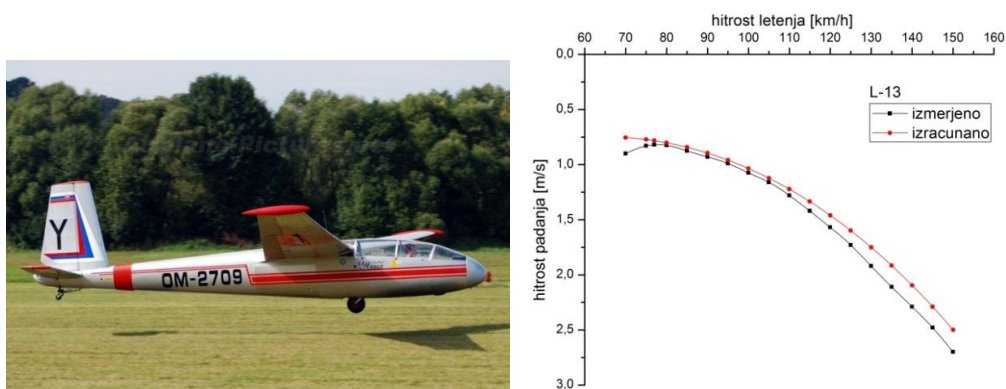 Y
OM-2709
hitrost letenja [km/h]
60 70 80 90 100 110 120 130 140 150 160
0,0
0,5
1,0
1,5
2,0
2,5
3,0
hitrost padanja [m/s]
L-13
izmerjeno
izracunano